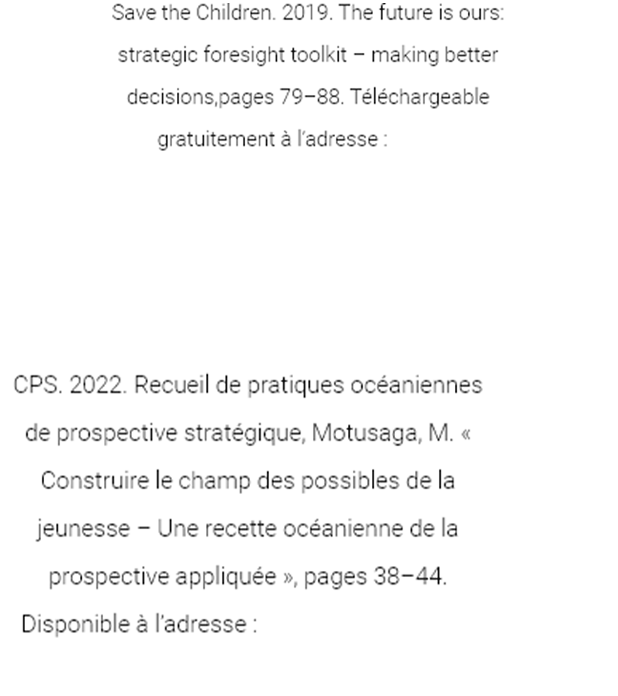 Save the Children. 2019. The future is ours:
strategic foresight toolkit – making better
decisions,pages 79–88. Téléchargeable
gratuitement à l'adresse :
CPS. 2022. Recueil de pratiques océaniennes
de prospective stratégique, Motusaga, M. «
Construire le champ des possibles de la
jeunesse – Une recette océanienne de la
prospective appliquée », pages 38–44.
Disponible à l'adresse :